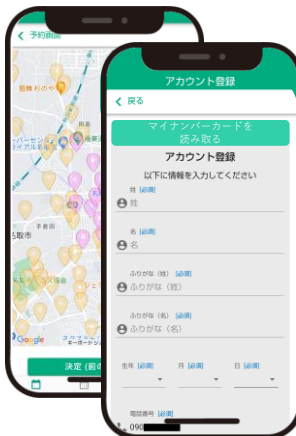 予約画面
Google
決定 (前の
アカウント登録
戻る
マイナンバーカードを
読み取る
アカウント登録
以下に情報を入力してください
姓 [必須]
姓
名 [必須]
名
ふりがな（姓） [必須]
ふりがな（姓）
ふりがな（名） [必須]
ふりがな（名）
生年 [必須] 月 [必須] 日 [必須]
電話番号 [必須]
090